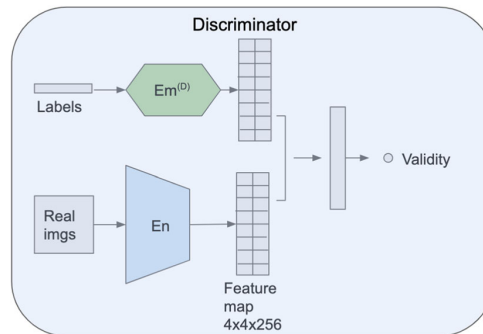 Discriminator
Em(D)
Labels
Validity
Real
imgs
En
Feature
map
4x4x256